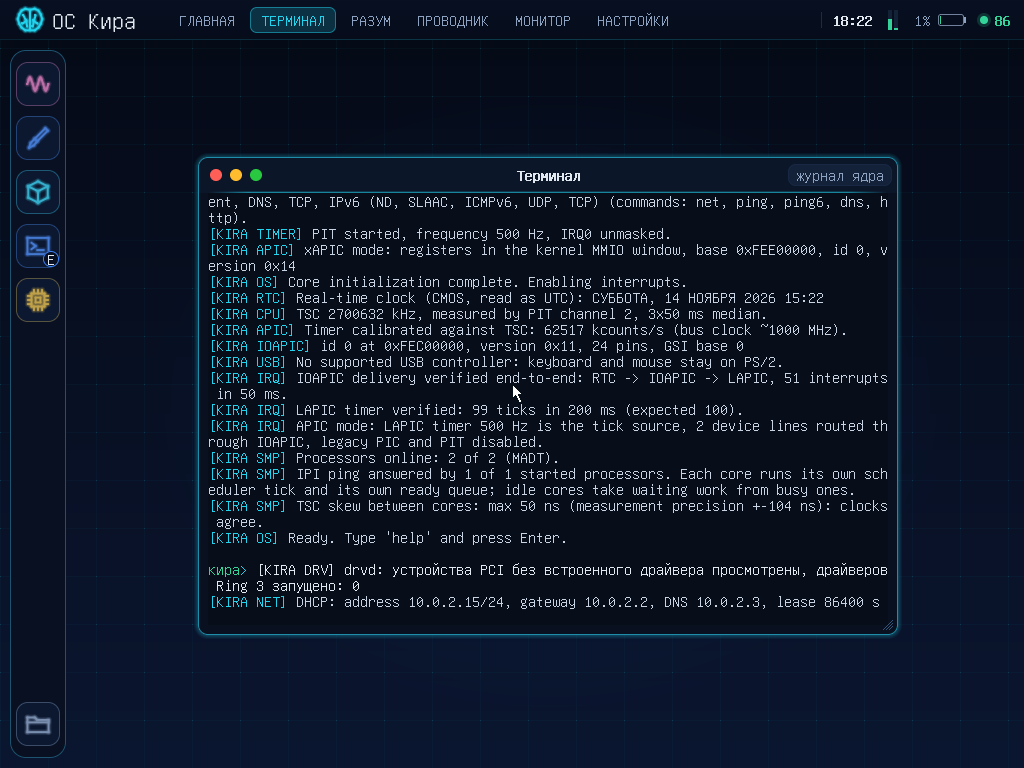 ОС Кира
ГЛАВНАЯ
ТЕРМИНАЛ
РАЗУМ
ПРОВОДНИК
МОНИТОР
НАСТРОЙКИ
18:22
1%
86
E
Терминал
журнал ядра
ent, DNS, TCP, IPv6 (ND, SLAAC, ICMPv6, UDP, TCP) (commands: net, ping, ping6, dns, h
ttp).
[KIRA TIMER] PIT started, frequency 500 Hz, IRQ0 unmasked.
[KIRA APIC] xAPIC mode: registers in the kernel MMIO window, base 0xFEE00000, id 0, v
ersion 0x14
[KIRA OS] Core initialization complete. Enabling interrupts.
[KIRA RTC] Real-time clock (CMOS, read as UTC): СУББОТА, 14 НОЯБРЯ 2026 15:22
[KIRA CPU] TSC 2700632 kHz, measured by PIT channel 2, 3x50 ms median.
[KIRA APIC] Timer calibrated against TSC: 62517 kcounts/s (bus clock ~1000 MHz).
[KIRA IOAPIC] id 0 at 0xFEC00000, version 0x11, 24 pins, GSI base 0
[KIRA USB] No supported USB controller: keyboard and mouse stay on PS/2.
[KIRA IRQ] IOAPIC delivery verified end-to-end: RTC -> IOAPIC -> LAPIC, 51 interrupts
in 50 ms.
[KIRA IRQ] LAPIC timer verified: 99 ticks in 200 ms (expected 100).
[KIRA IRQ] APIC mode: LAPIC timer 500 Hz is the tick source, 2 device lines routed th
rough IOAPIC, legacy PIC and PIT disabled.
[KIRA SMP] Processors online: 2 of 2 (MADT).
[KIRA SMP] IPI ping answered by 1 of 1 started processors. Each core runs its own sch
eduler tick and its own ready queue; idle cores take waiting work from busy ones.
[KIRA SMP] TSC skew between cores: max 50 ns (measurement precision +-104 ns): clocks
agree.
[KIRA OS] Ready. Type 'help' and press Enter.
кира> [KIRA DRV] drvd: устройства PCI без встроенного драйвера просмотрены, драйверов
Ring 3 запущено: 0
[KIRA NET] DHCP: address 10.0.2.15/24, gateway 10.0.2.2, DNS 10.0.2.3, lease 86400 s